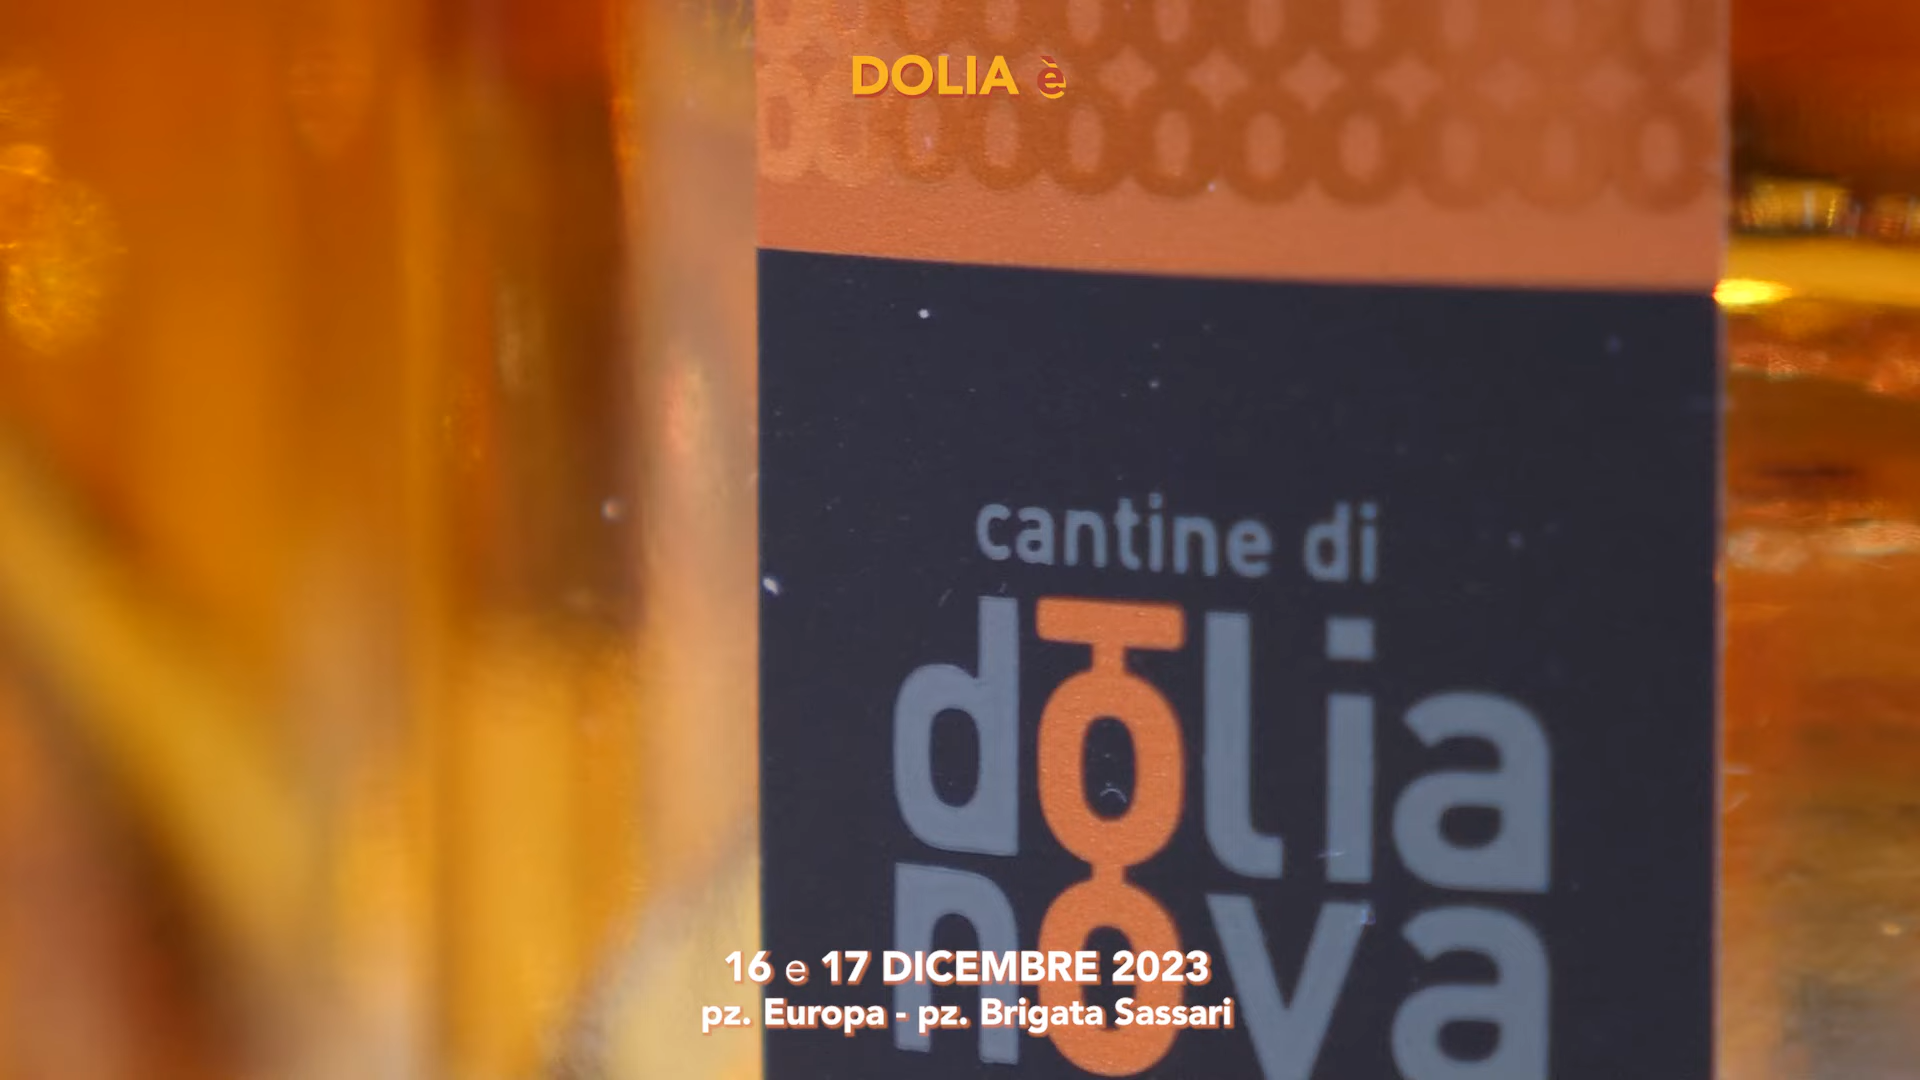 DOLIA è
cantine di
dolia
nova
16 e 17 DICEMBRE 2023
pz. Europa - pz. Brigata Sassari